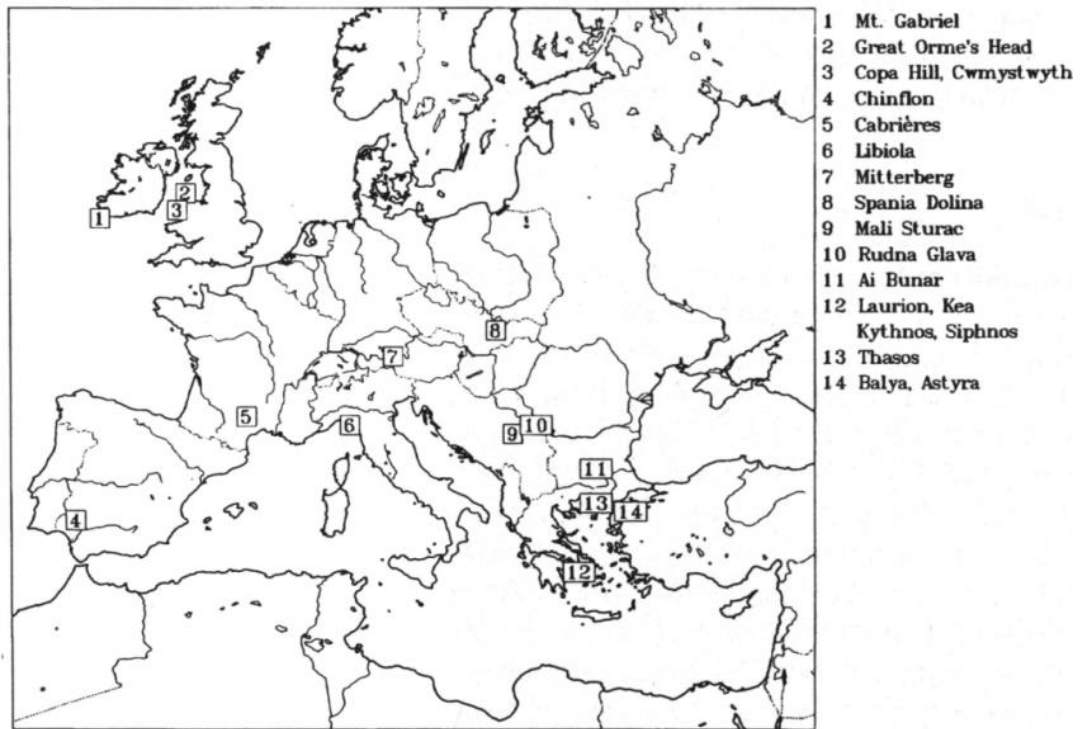 1 Mt. Gabriel
2 Great Orme's Head
3 Copa Hill, Cwmystwyth
4 Chinflon
5 Cabrières
6 Libiola
7 Mitterberg
8 Spania Dolina
9 Mali Sturac
10 Rudna Glava
11 Ai Bunar
12 Laurion, Kea
Kythnos, Siphnos
13 Thasos
14 Balya, Astyra
2
3
1
8
7
5
6
10
9
11
13
14
4
12